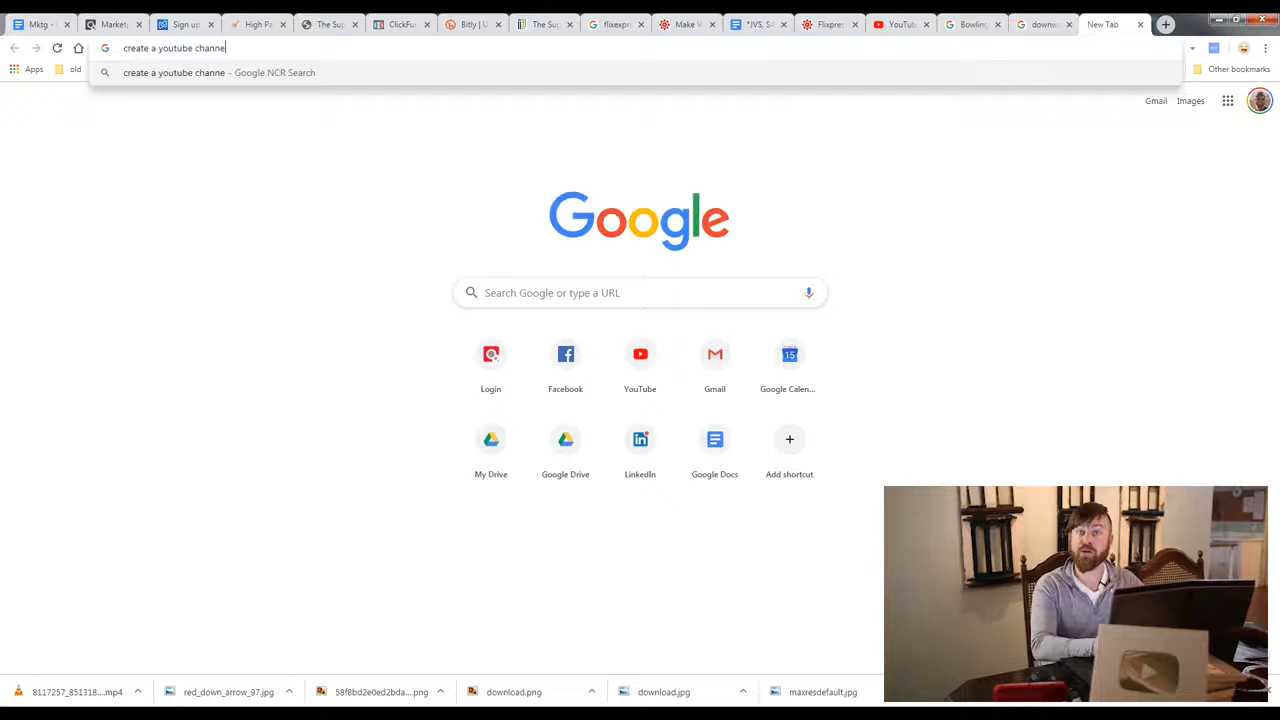 Mktg -
Market
Sign up
High Pa
The Sup
ClickFu
Bitly | U
The Sup
flixexpr
Make V
*JVS, SA
Flixpres
YouTub
Bowling
downw
New Tab
create a youtube channe
create a youtube channe - Google NCR Search
Apps
old
Other bookmarks
Gmail
Images
Google
Search Google or type a URL
Login
Facebook
YouTube
Gmail
15
Google Calen...
My Drive
Google Drive
LinkedIn
Google Docs
Add shortcut
8117257_851318....mp4
red_down_arrow_97.jpg
58f8bd2e0ed2bda....png
download.png
download.jpg
maxresdefault.jpg